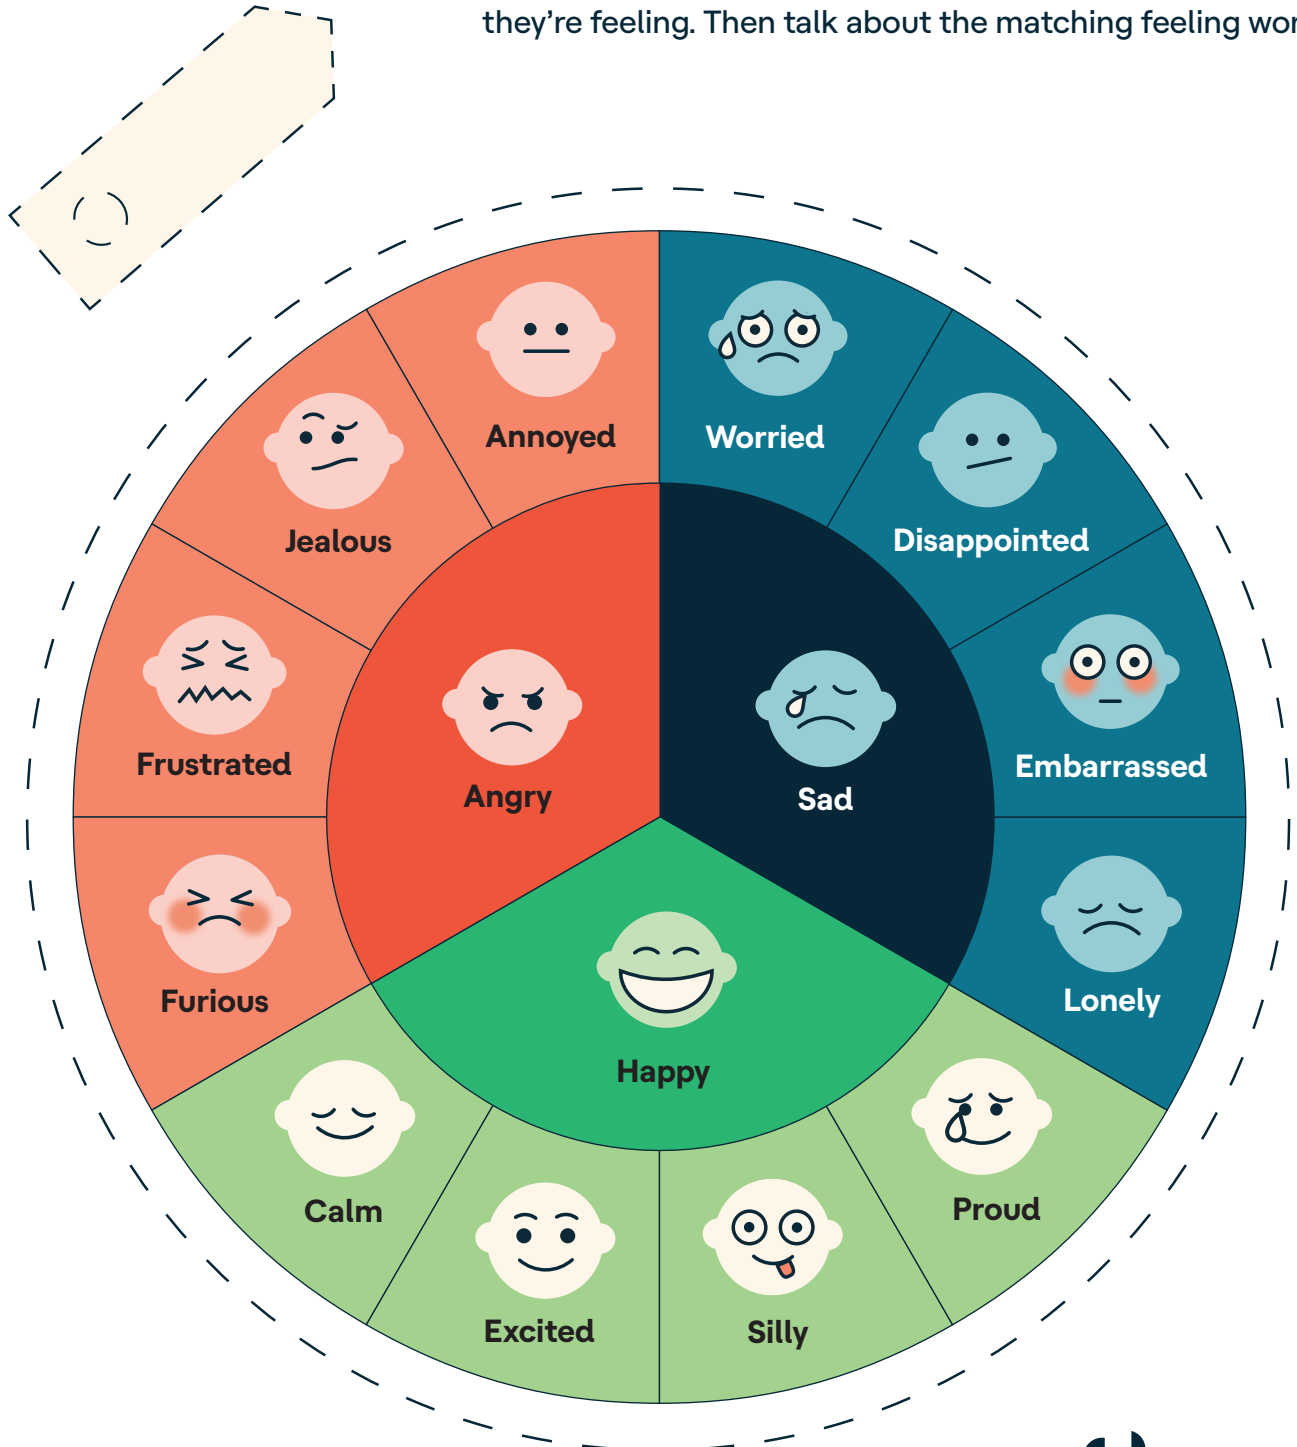 they’re feeling. Then talk about the matching feeling
Annoyed
Worried
Jealous
Disappointed
Frustrated
Embarrassed
Angry
Sad
Furious
Lonely
Happy
Calm
Proud
Excited
Silly